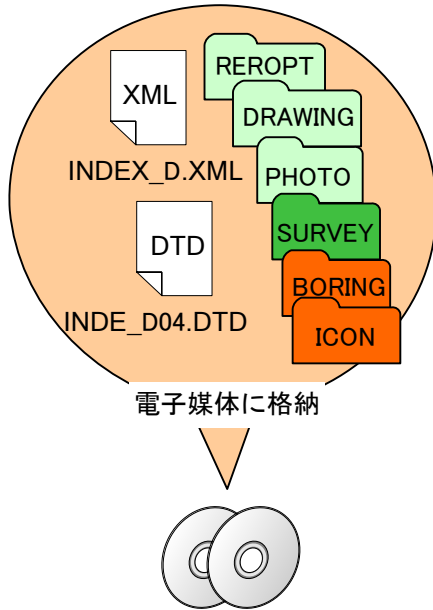 XML
INDEX_D.XML
DTD
INDE_D04.DTD
REROPT
DRAWING
PHOTO
SURVEY
BORING
ICON
電子媒体に格納